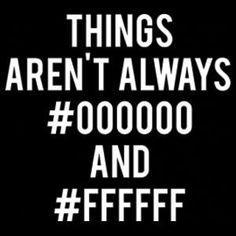 THINGS
AREN'T ALWAYS
#000000
AND
#FFFFFF